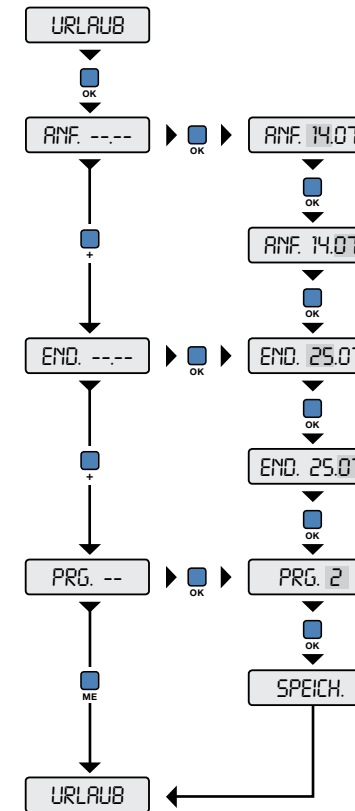 URLAUB
OK
ANF. --.--
OK
ANF. 14.07
OK
+
ANF. 14.07
OK
END. --.--
OK
END. 25.07
OK
+
END. 25.07
OK
PRG. --
OK
PRG. 2
OK
ME
SPEICH.
URLAUB